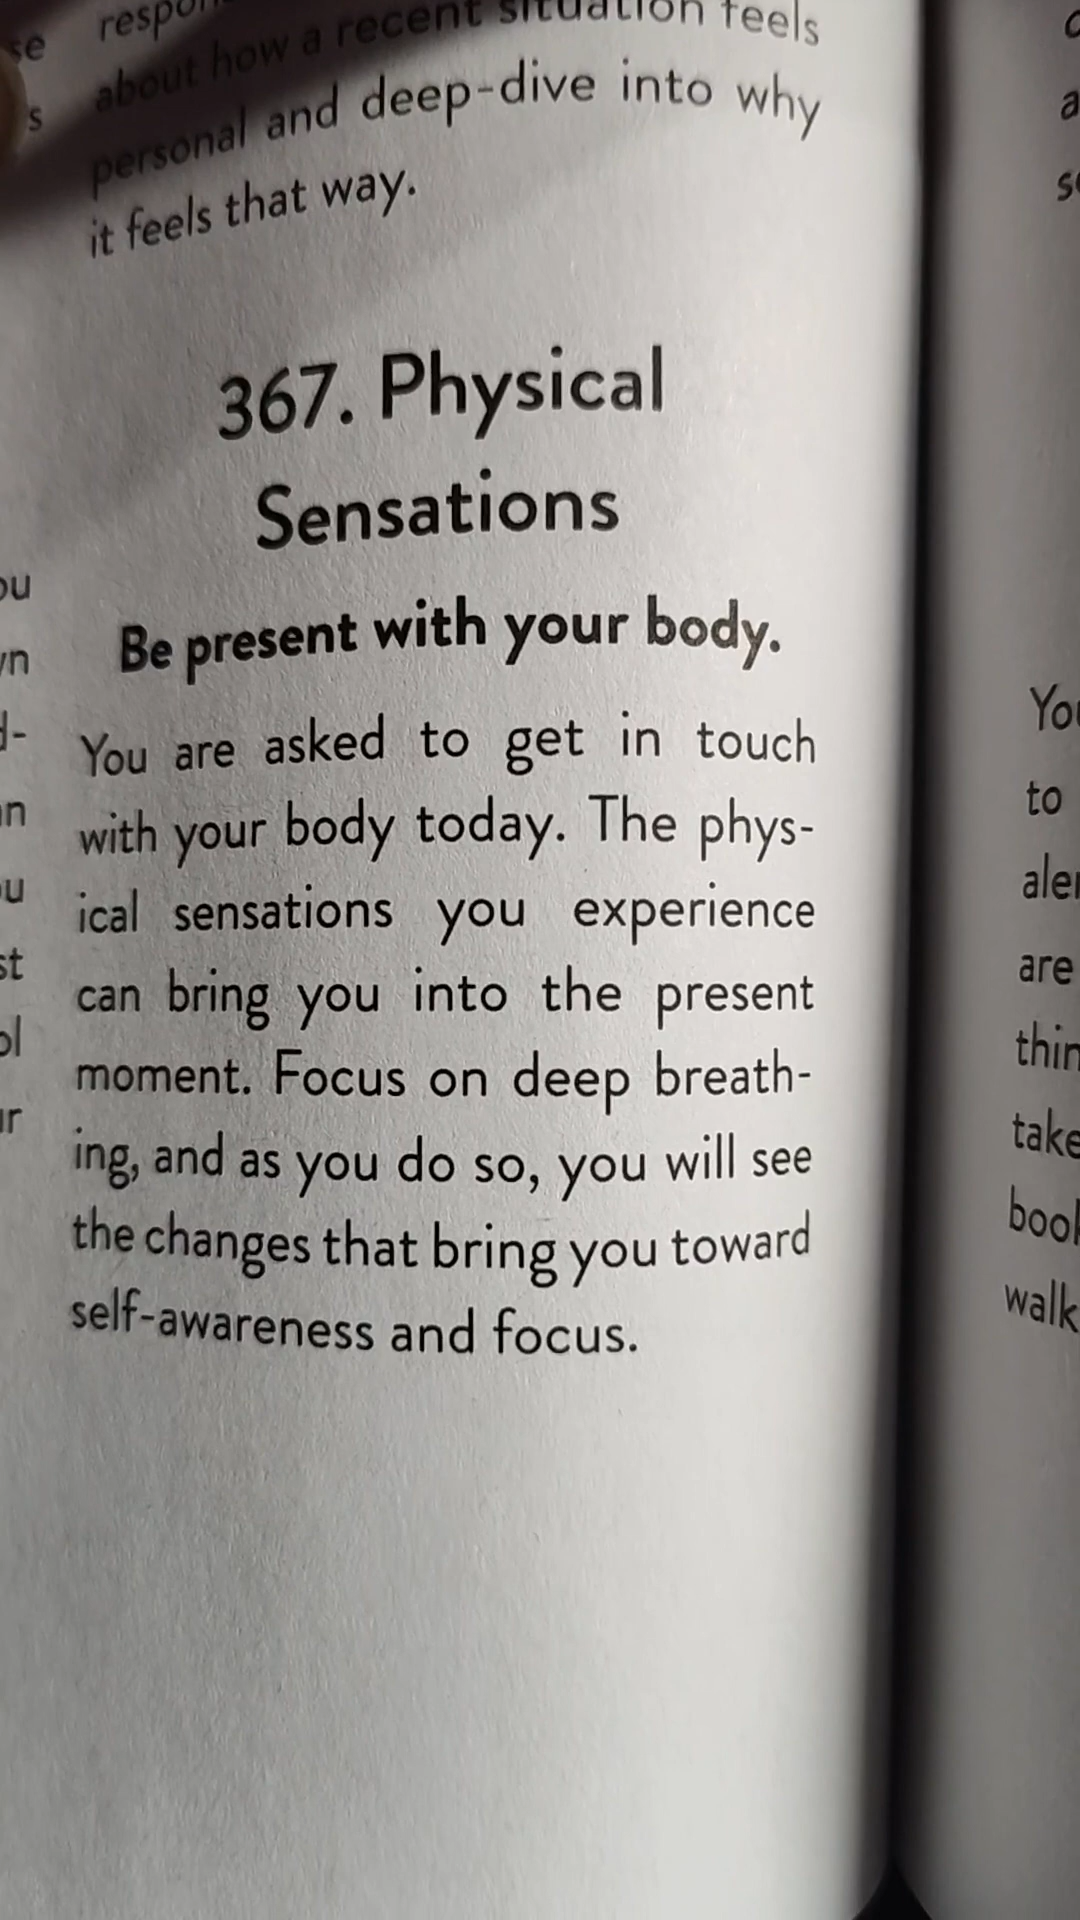 se
s
about how a recent situation feels
personal and deep-dive into why
it feels that way.
367. Physical
Sensations
Be present with your body.
You are asked to get in touch
with your body today. The phys-
ical sensations you experience
can bring you into the present
moment. Focus on deep breath-
ing, and as you do so, you will see
the changes that bring you toward
self-awareness and focus.
to
are
take
walk